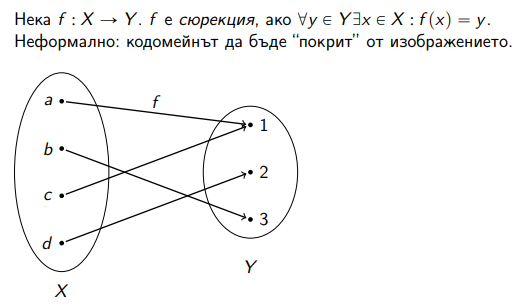 Нека f : X → Y. f е сюрекция, ако ∀y ∈ Y∃x ∈ X : f(x) = y.
Неформално: кодомейнът да бъде “покрит” от изображението.
f
a
1
b
2
c
3
d
Y
X